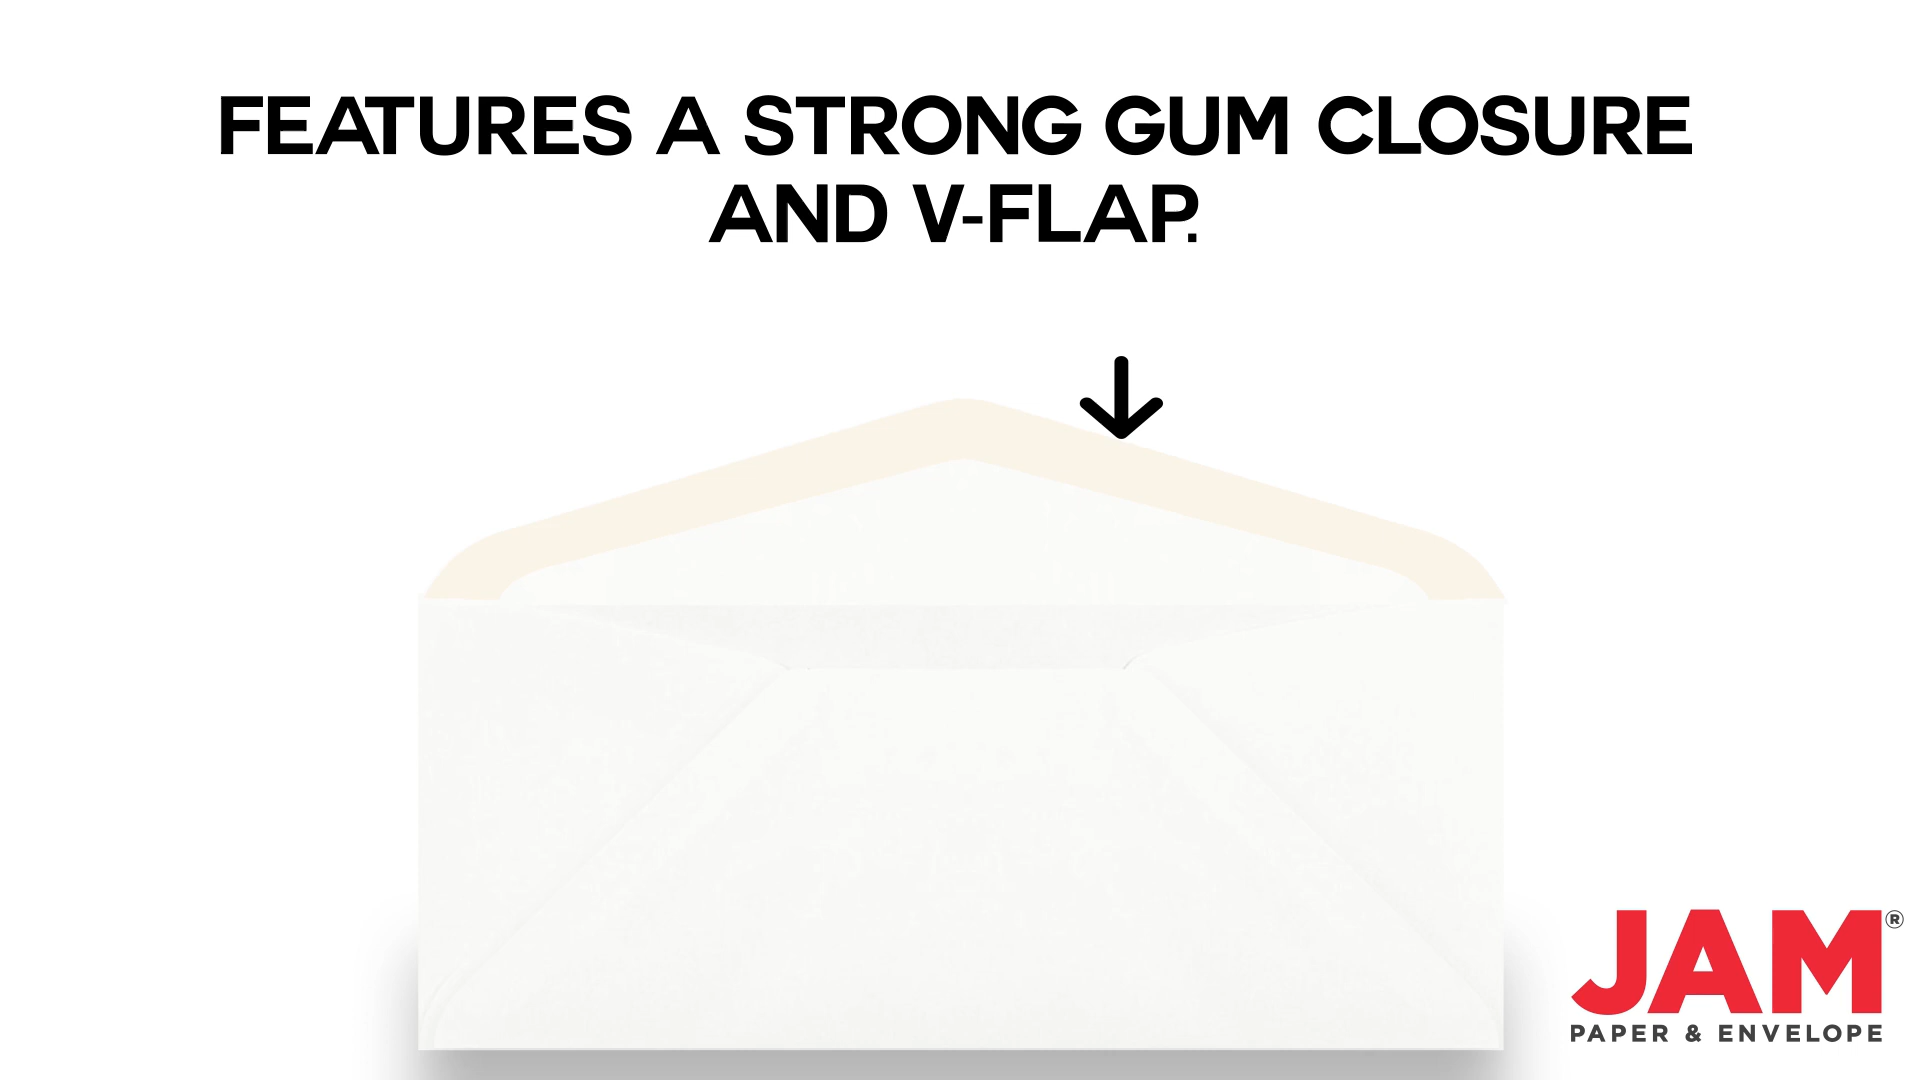 FEATURES A STRONG GUM CLOSURE
AND V-FLAP.
JAM®
PAPER & ENVELOPE